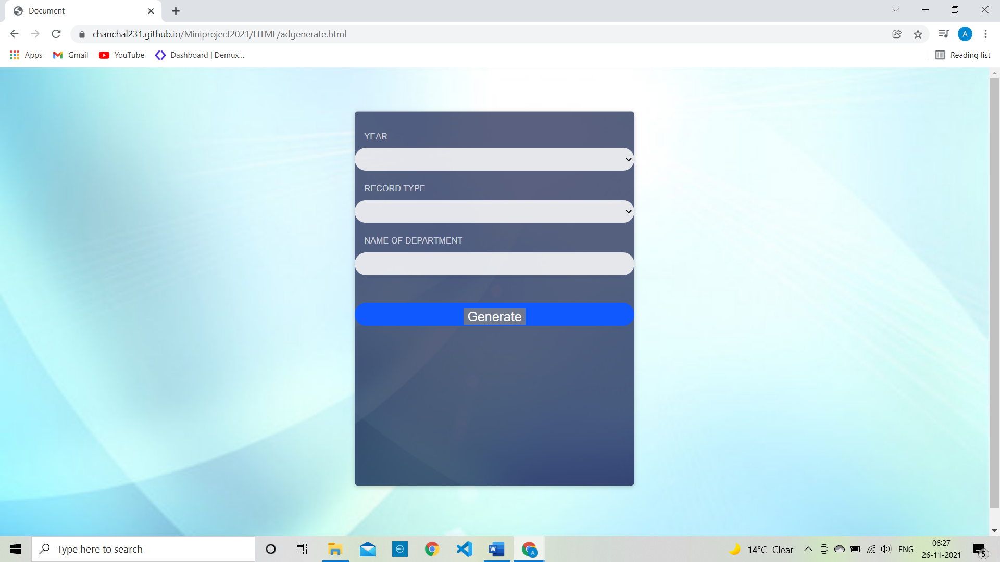 Document
chanchal231.github.io/Miniproject2021/HTML/adgenerate.html
A
Apps
Gmail
YouTube
Dashboard | Demux...
Reading list
YEAR
RECORD TYPE
NAME OF DEPARTMENT
Generate
Type here to search
DELL
W
A
14°C Clear
ENG
06:27
26-11-2021
5